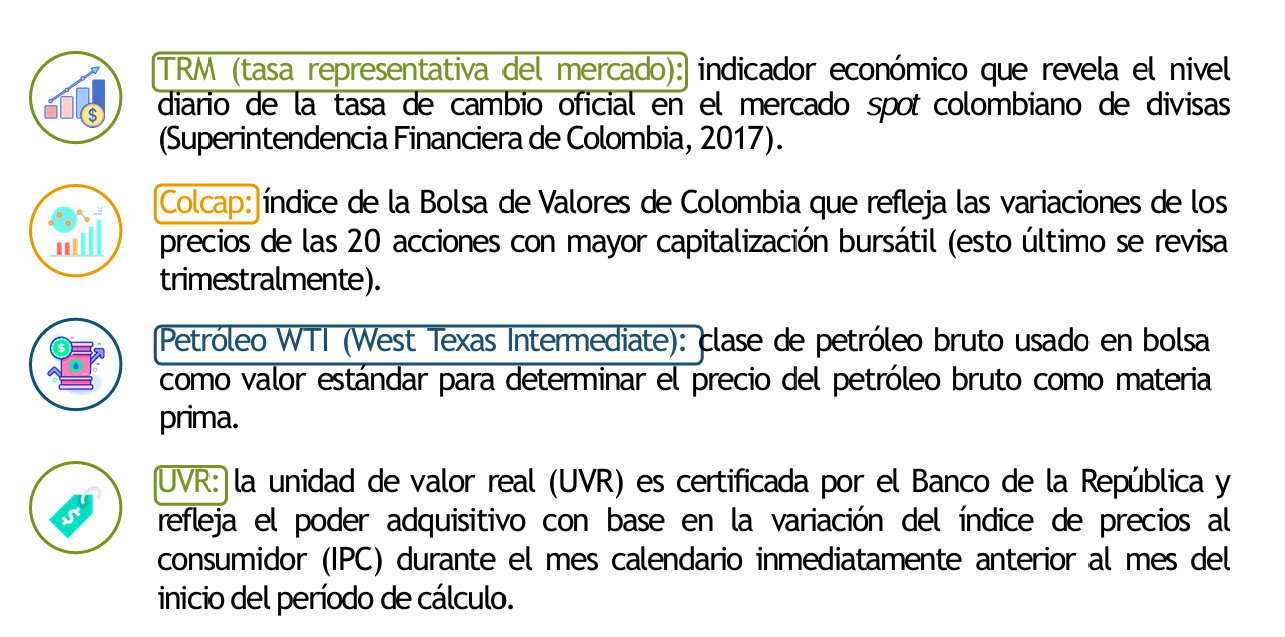 TRM (tasa representativa del mercado): indicador económico que revela el nivel
diario de la tasa de cambio oficial en el mercado spot colombiano de divisas
(Superintendencia Financiera de Colombia, 2017).
Colcap: índice de la Bolsa de Valores de Colombia que refleja las variaciones de los
precios de las 20 acciones con mayor capitalización bursátil (esto último se revisa
trimestralmente).
Petróleo WTI (West Texas Intermediate): clase de petróleo bruto usado en bolsa
como valor estándar para determinar el precio del petróleo bruto como materia
prima.
UVR: la unidad de valor real (UVR) es certificada por el Banco de la República y
refleja el poder adquisitivo con base en la variación del índice de precios al
consumidor (IPC) durante el mes calendario inmediatamente anterior al mes del
inicio del período de cálculo.